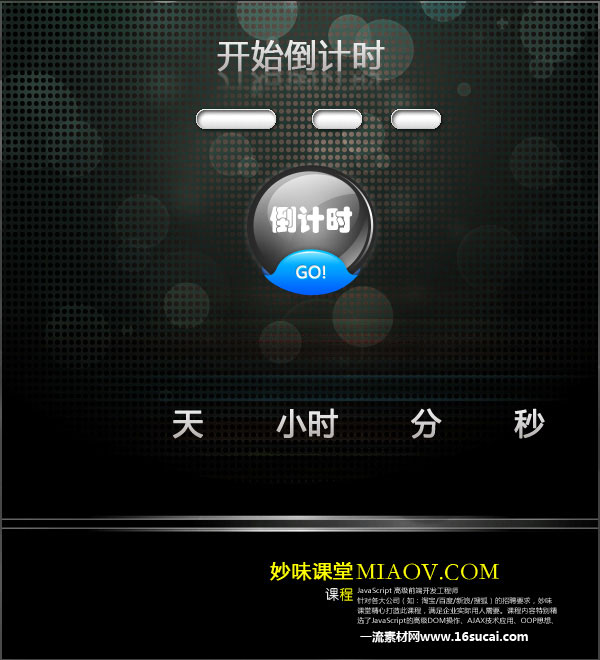 开始倒计时
倒计时
GO!
天 小时 分 秒
妙味课堂 MIAOV.COM
课程 JavaScript 高级前端开发工程师
针对各大公司（如：淘宝/百度/新浪/搜狐）的招聘要求，妙味
课堂精心打造此课程，满足企业实际用人需要。课程内容特别精
选了JavaScript的高级DOM操作、AJAX技术应用、OOP思想、
一流素材网www.16sucai.com